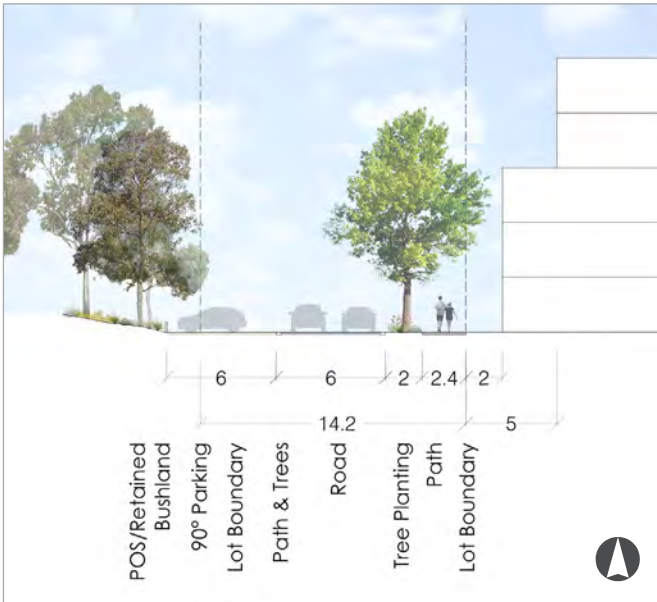 6 6 2 2.4 2
14.2 5
POS/Retained
Bushland
90° Parking
Lot Boundary
Path & Trees
Road
Tree Planting
Path
Lot Boundary